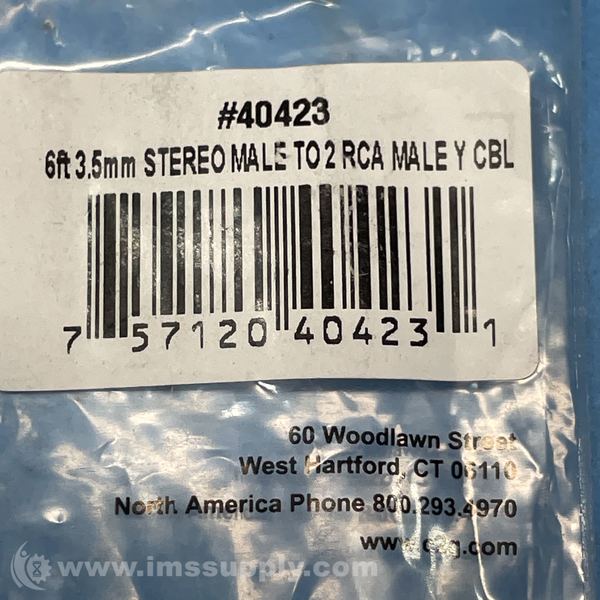 #40423
6ft 3.5mm STEREO MALE TO 2 RCA MALE Y CBL
7 57120 40423 1
60 Woodlawn Street
West Hartford, CT 06110
North America Phone 800.293.4970
www.imssupply.com